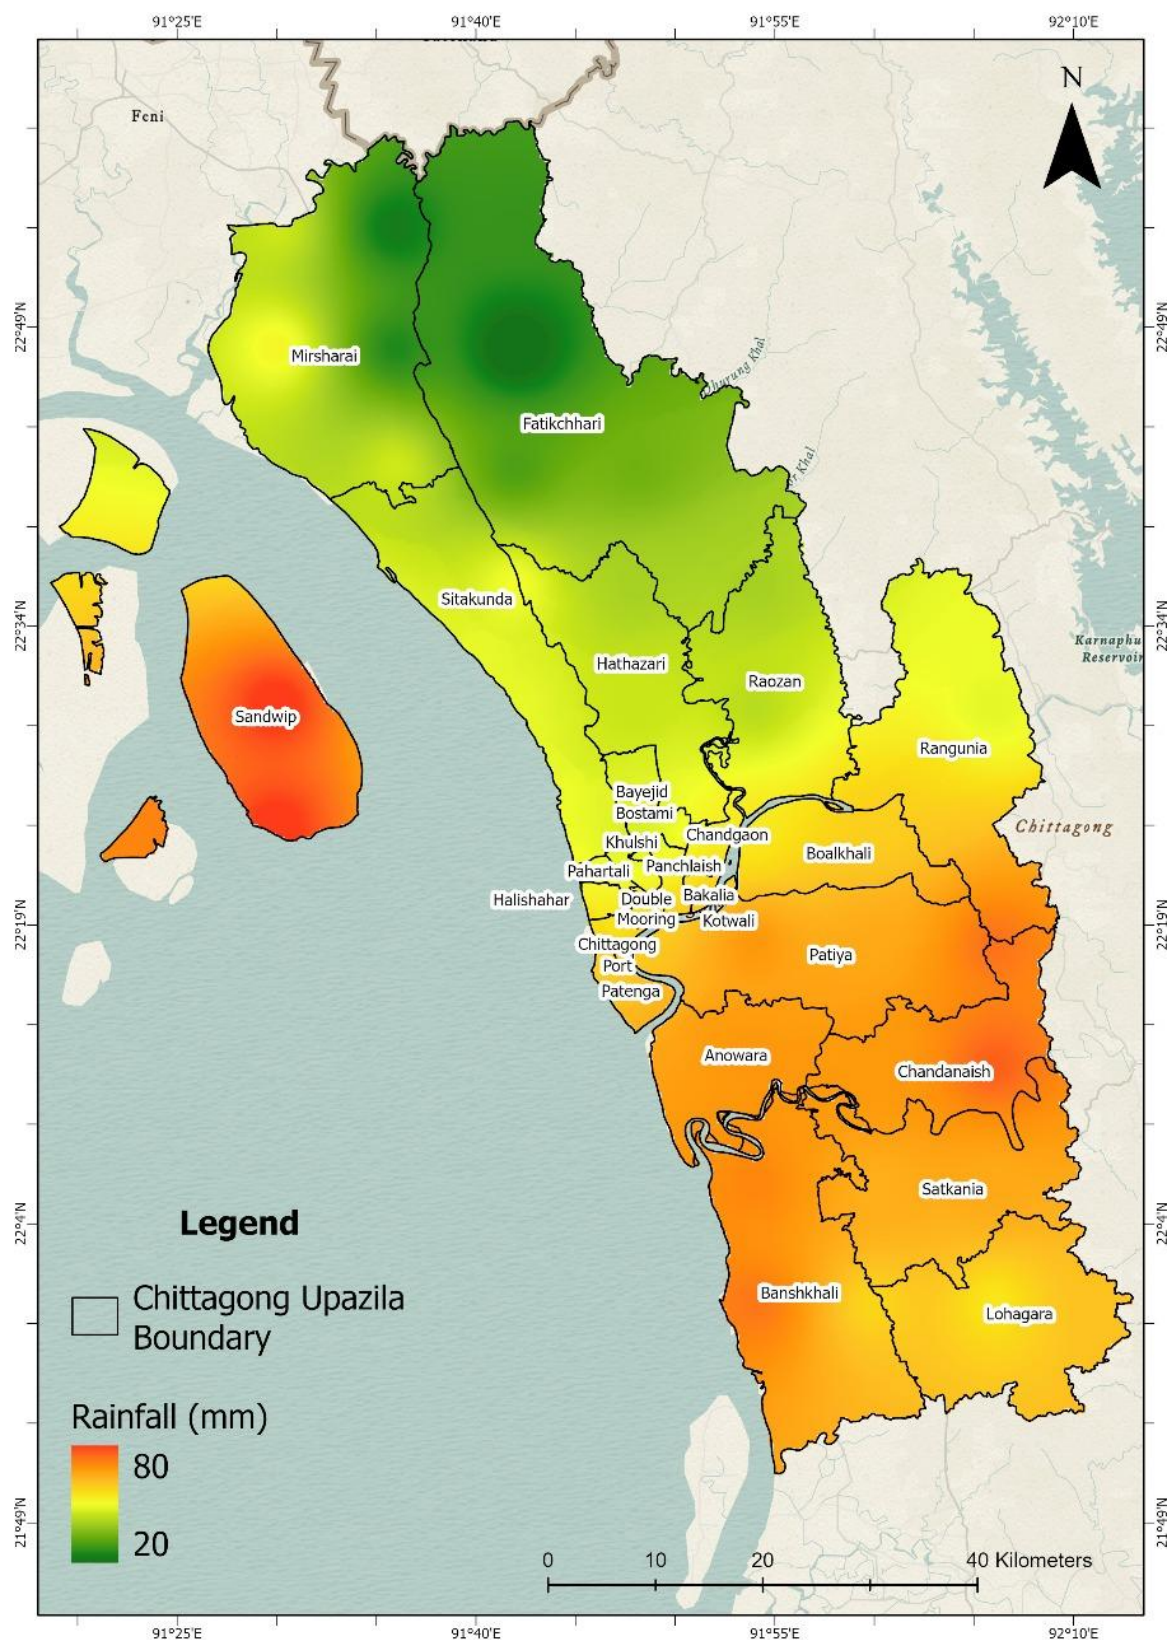 91°25'E 91°40'E 91°55'E 92°10'E
N
Feni
22°49'N 22°49'N
Mirsharai
Fatikchhari
22°34'N 22°34'N
Sitakunda
Karnaphu
Reservoir
Hathazari
Raozan
Sandwip
Rangunia
Bayejid
Bostami
Chittagong
Chandgaon
Khulshi
Boalkhali
Panchlaish
Pahartali
Halishahar
Double
Mooring
Bakalia
Kotwali
22°19'N 22°19'N
Chittagong
Port
Patiya
Patenga
Anowara
Chandanaish
Satkania
22°4'N 22°4'N
Legend
Banshkhali
Lohagara
Chittagong Upazila
Boundary
Rainfall (mm)
80
20
21°49'N 21°49'N
0 10 20 40 Kilometers
91°25'E 91°40'E 91°55'E 92°10'E